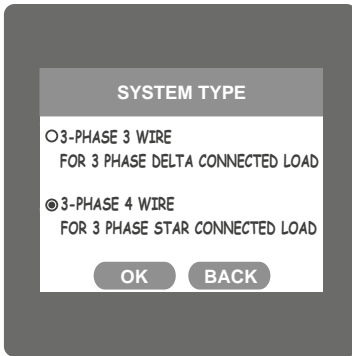 SYSTEM TYPE
3-PHASE 3 WIRE
FOR 3 PHASE DELTA CONNECTED LOAD
3-PHASE 4 WIRE
FOR 3 PHASE STAR CONNECTED LOAD
OK BACK